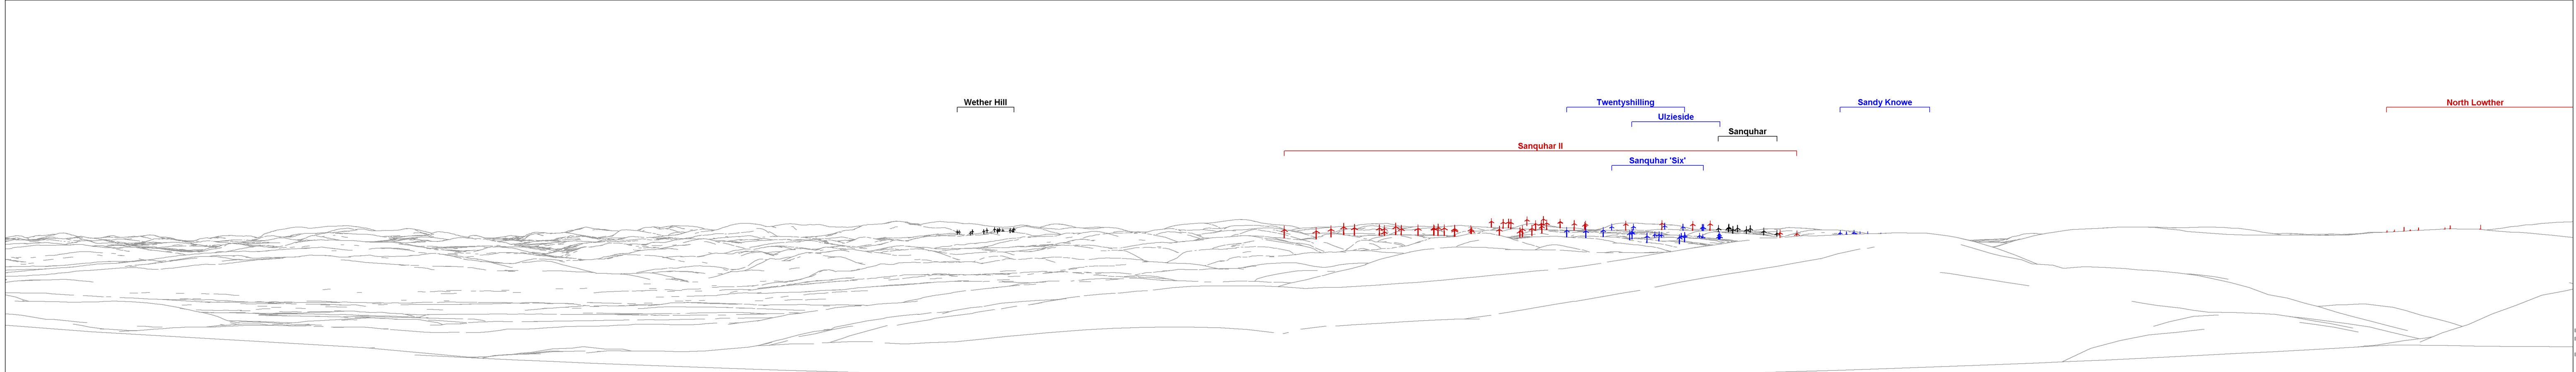 Wether Hill
Twentyshilling
Sandy Knowe
North Lowther
Ulzieside
Sanquhar
Sanquhar II
Sanquhar 'Six'